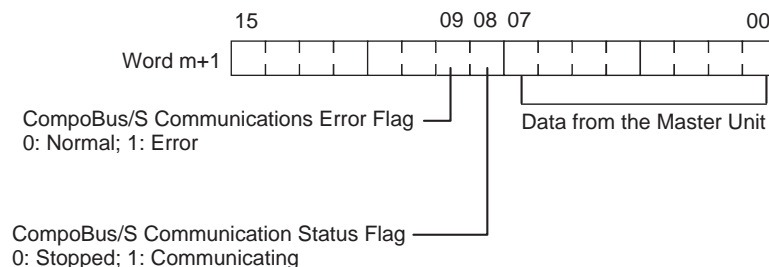 15 09 08 07 00
Word m+1
CompoBus/S Communications Error Flag
0: Normal; 1: Error
Data from the Master Unit
CompoBus/S Communication Status Flag
0: Stopped; 1: Communicating